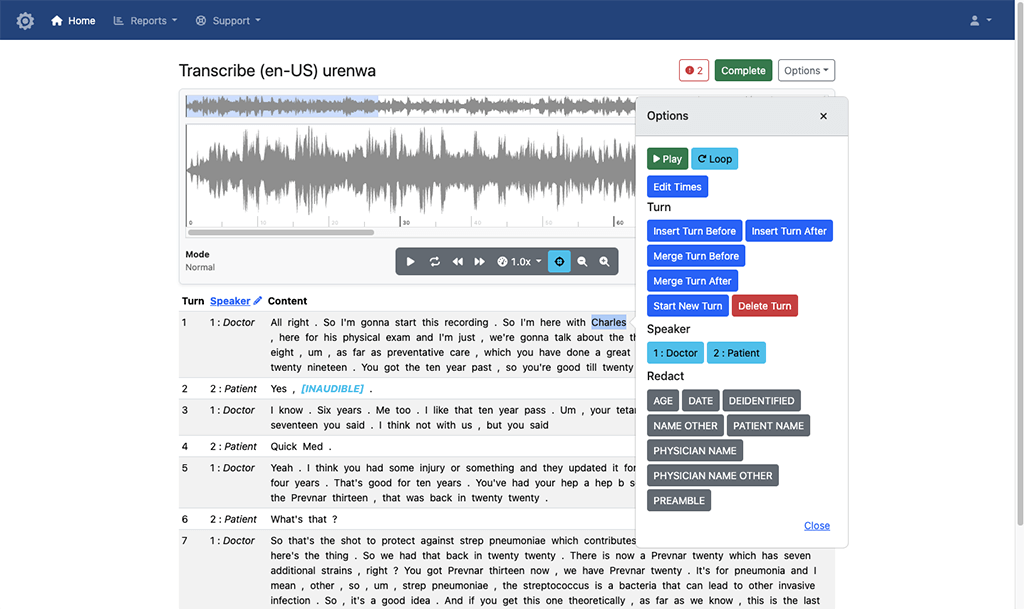 Home Reports Support
Transcribe (en-US) urenwa
2 Complete Options
0 10 20 30 40 50 60
Mode
Normal
1.0x
Turn Speaker Content
1 1 : Doctor All right . So I'm gonna start this recording . So I'm here with Charles
, here for his physical exam and I'm just , we're gonna talk about the th
eight , um , as far as preventative care , which you have done a great
twenty nineteen . You got the ten year past , so you're good till twenty
2 2 : Patient Yes , [INAUDIBLE] .
3 1 : Doctor I know . Six years . Me too . I like that ten year pass . Um , your tetan
seventeen you said . I think not with us , but you said
4 2 : Patient Quick Med .
5 1 : Doctor Yeah . I think you had some injury or something and they updated it for
four years . That's good for ten years . You've had your hep a hep b s
the Prevnar thirteen , that was back in twenty twenty .
6 2 : Patient What's that ?
7 1 : Doctor So that's the shot to protect against strep pneumoniae which contributes
here's the thing . So we had that back in twenty twenty . There is now a Prevnar twenty which has seven
additional strains , right ? You got Prevnar thirteen now , we have Prevnar twenty . It's for pneumonia and I
mean , other , so , um , strep pneumoniae , the streptococcus is a bacteria that can lead to other invasive
infection . So , it's a good idea . And if you get this one theoretically , as far as we know , this is the last
Options ×
Play Loop
Edit Times
Turn
Insert Turn Before Insert Turn After
Merge Turn Before
Merge Turn After
Start New Turn Delete Turn
Speaker
1 : Doctor 2 : Patient
Redact
AGE DATE DEIDENTIFIED
NAME OTHER PATIENT NAME
PHYSICIAN NAME
PHYSICIAN NAME OTHER
PREAMBLE
Close